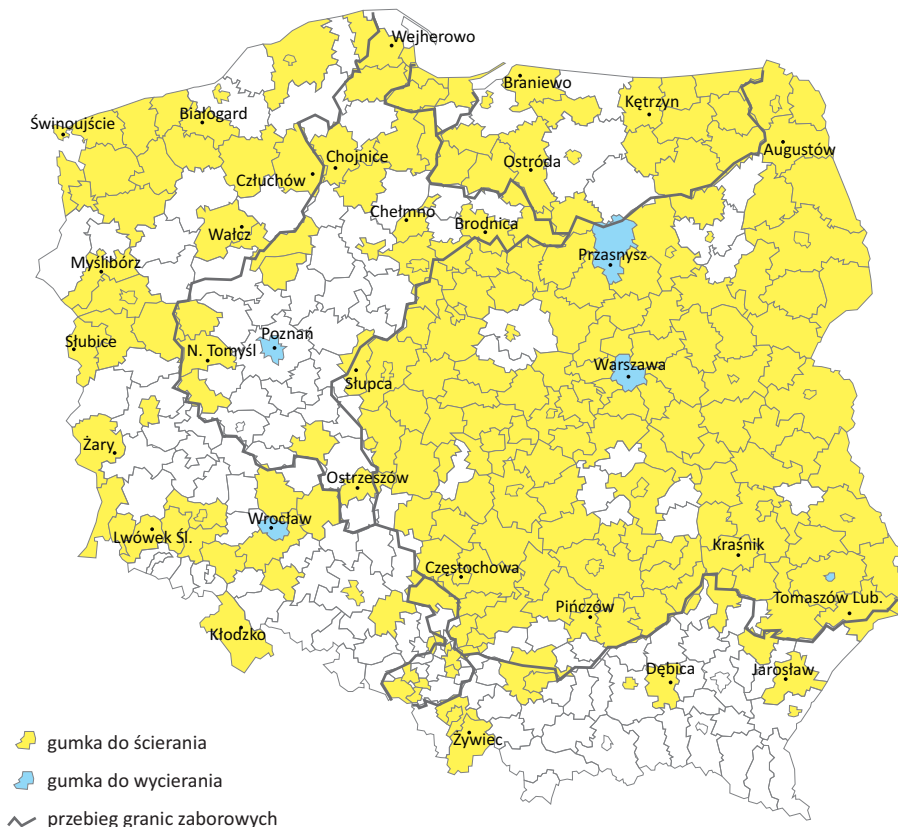 Wejherowo
Braniewo
Kętrzyn
Świnoujście
Białogard
Augustów
Chojnice
Ostróda
Człuchów
Chełmno
Brodnica
Wałcz
Przasnysz
Myślibórz
Słubice
Poznań
N. Tomyśl
Warszawa
Słupca
Żary
Ostrzeszów
Wrocław
Lwówek Śl.
Kraśnik
Częstochowa
Tomaszów Lub.
Pińczów
Kłodzko
Dębica
Jarosław
Żywiec
gumka do ścierania
gumka do wycierania
przebieg granic zaborowych